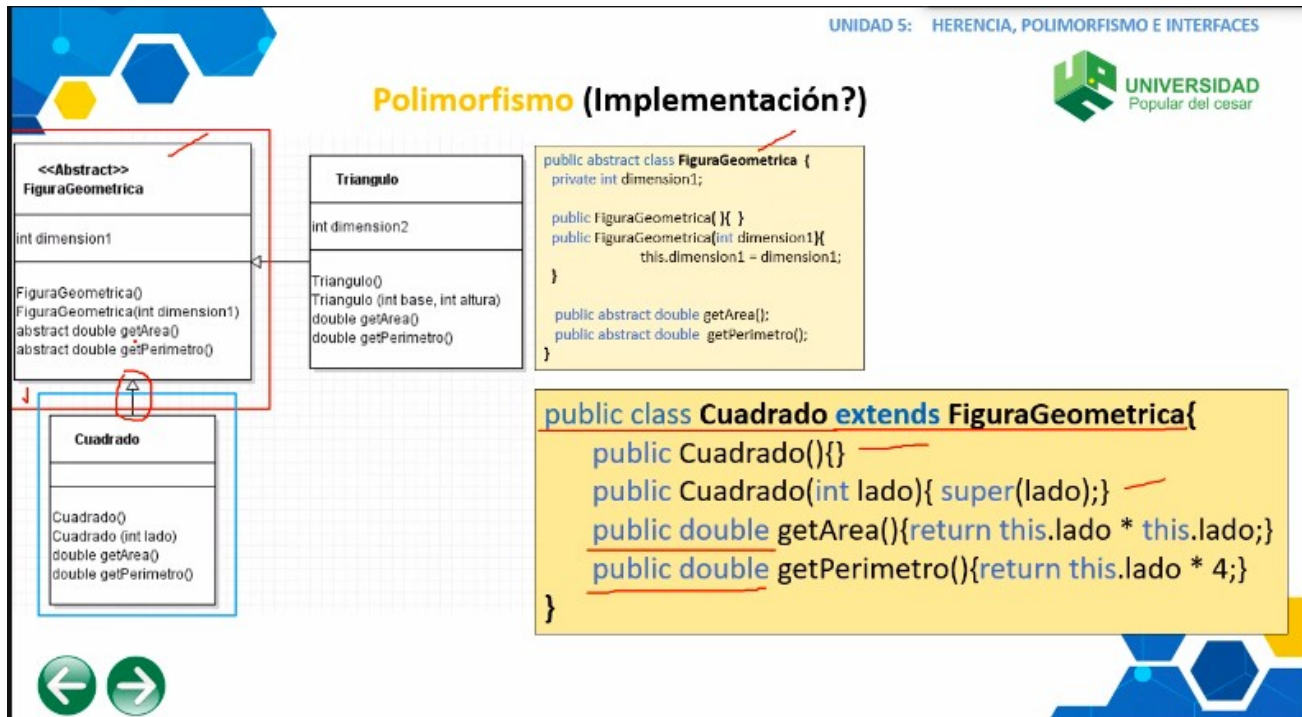 UNIDAD 5: HERENCIA, POLIMORFISMO E INTERFACES
UNIVERSIDAD
Popular del cesar
Polimorfismo (Implementación?)
<<Abstract>>
FiguraGeometrica
int dimension1
FiguraGeometrica()
FiguraGeometrica(int dimension1)
abstract double getArea()
abstract double getPerimetro()
Triangulo
int dimension2
Triangulo()
Triangulo (int base, int altura)
double getArea()
double getPerimetro()
public abstract class FiguraGeometrica {
private int dimension1;
public FiguraGeometrica( ){ }
public FiguraGeometrica(int dimension1){
this.dimension1 = dimension1;
}
public abstract double getArea();
public abstract double getPerimetro();
}
Cuadrado
Cuadrado()
Cuadrado (int lado)
double getArea()
double getPerimetro()
public class Cuadrado extends FiguraGeometrica{
public Cuadrado(){}
public Cuadrado(int lado){ super(lado);}
public double getArea(){return this.lado * this.lado;}
public double getPerimetro(){return this.lado * 4;}
}